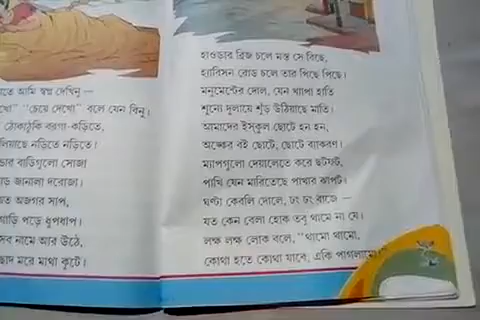 তে আমি স্বপ্ন দেখিনু —
"চেয়ে দেখো" বলে যেন বিনু।
ঠোকাঠুকি বরগা-কড়িতে,
নড়িতে নড়িতে।
বাড়িগুলো সোজা
জানালা দরোজা।
অজগর সাপ,
পড়ে ধুপধাপ।
সব নামে আর উঠে,
ছাদ মরে মাথা কুটে।
হাওড়ার ব্রিজ চলে মস্ত সে বিছে,
হ্যারিসন রোড চলে তার পিছে পিছে।
মনুমেন্টের দোল, যেন খ্যাপা হাতি
শূন্যে দুলায়ে শুঁড় উঠিয়াছে মাতি।
আমাদের ইস্কুল ছোটে হন হন,
অঙ্কের বই ছোটে, ছোটে ব্যাকরণ।
ম্যাপগুলো দেয়ালেতে করে ছটফট,
পাখি যেন মারিতেছে পাখার ঝাপট।
ঘণ্টা কেবলি দোলে, ঢং ঢং বাজে —
যত কেন বেলা হোক তবু থামে না যে।
লক্ষ লক্ষ লোক বলে, "থামো থামো,
কোথা হতে কোথা যাবে, একি পাগলামো।"